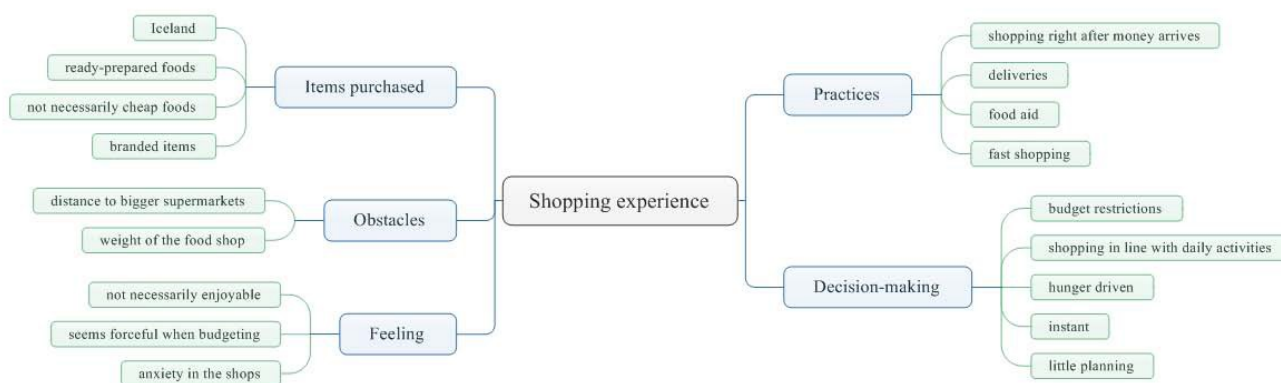 Iceland
ready-prepared foods
not necessarily cheap foods
branded items
Items purchased
distance to bigger supermarkets
weight of the food shop
Obstacles
not necessarily enjoyable
seems forceful when budgeting
anxiety in the shops
Feeling
Shopping experience
Practices
shopping right after money arrives
deliveries
food aid
fast shopping
Decision-making
budget restrictions
shopping in line with daily activities
hunger driven
instant
little planning